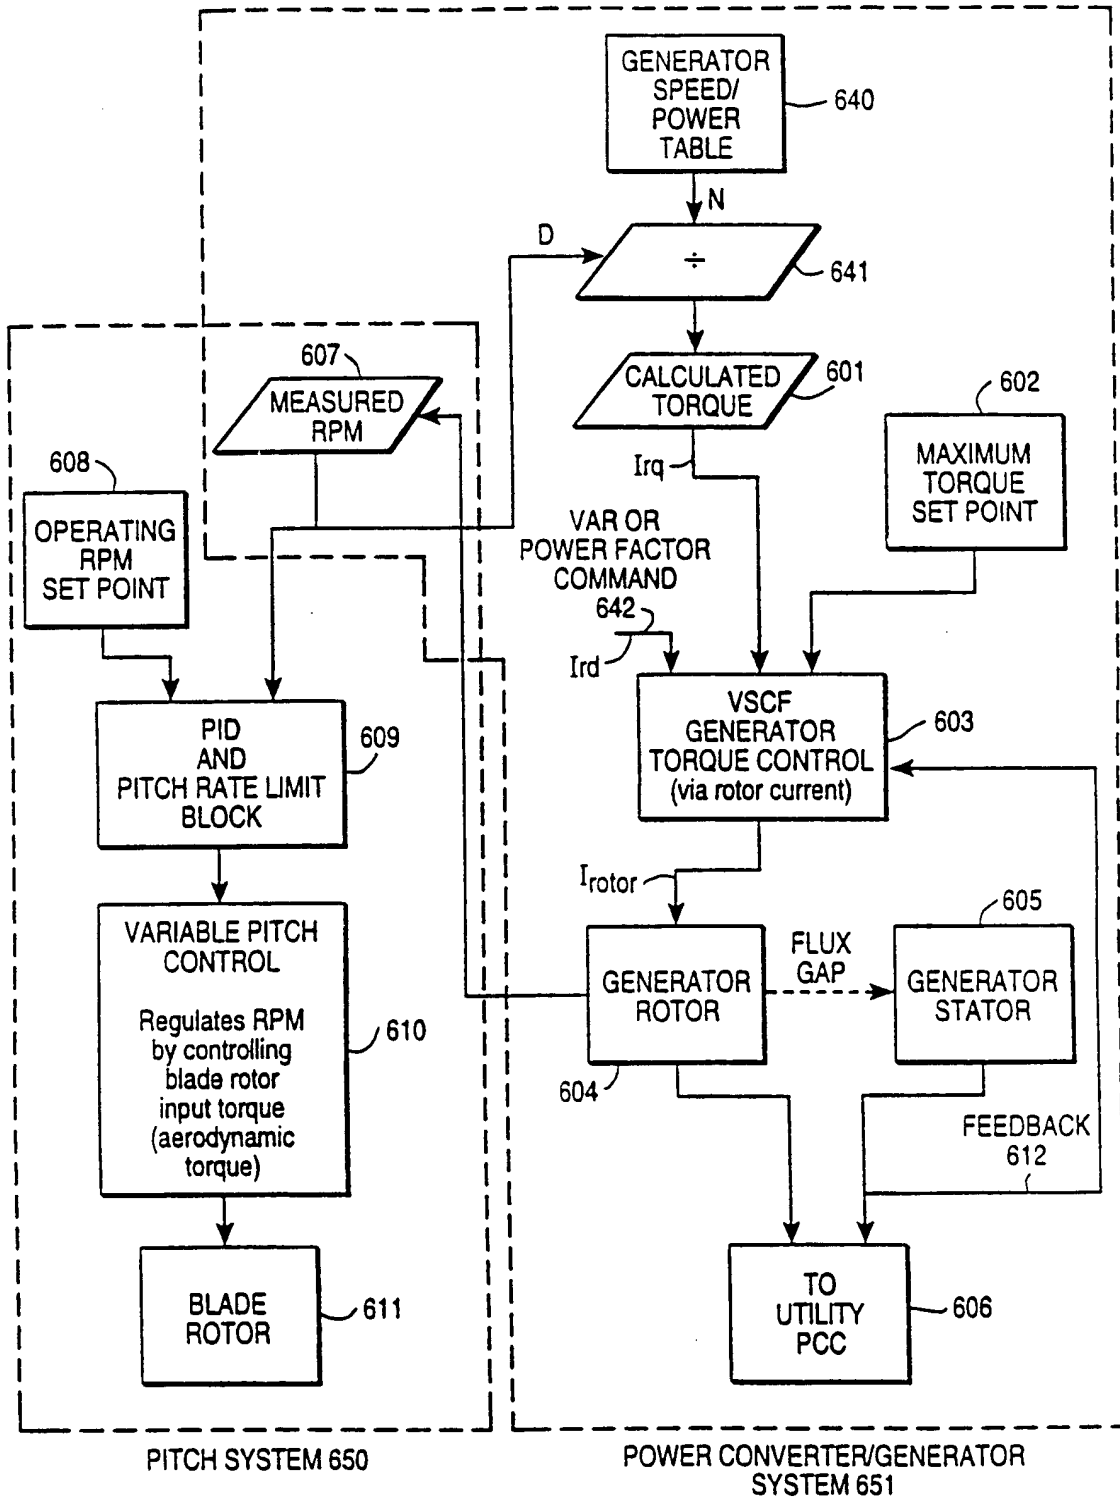 GENERATOR
SPEED/
POWER
TABLE
640
N
D
÷
641
607
MEASURED
RPM
CALCULATED
TORQUE
601
602
MAXIMUM
TORQUE
SET POINT
608
OPERATING
RPM
SET POINT
Irq
VAR OR
POWER FACTOR
COMMAND
642
Ird
PID
AND
PITCH RATE LIMIT
BLOCK
609
VSCF
GENERATOR
TORQUE CONTROL
(via rotor current)
603
Irotor
VARIABLE PITCH
CONTROL
Regulates RPM
by controlling
blade rotor
input torque
(aerodynamic
torque)
610
GENERATOR
ROTOR
604
FLUX
GAP
605
GENERATOR
STATOR
FEEDBACK
612
BLADE
ROTOR
611
TO
UTILITY
PCC
606
PITCH SYSTEM 650
POWER CONVERTER/GENERATOR
SYSTEM 651